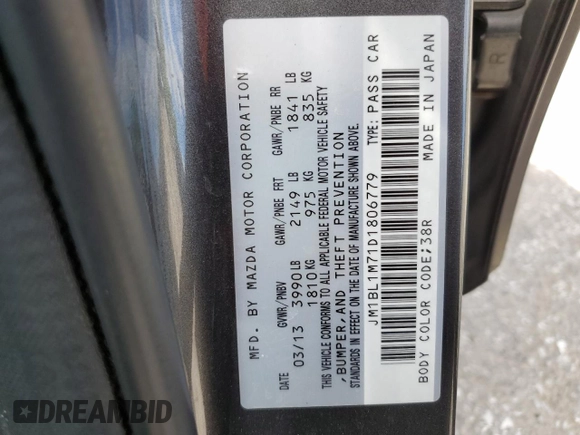 MFD. BY MAZDA MOTOR CORPORATION
GVWR/PNBV GAWR/PNBE FRT GAWR/PNBE RR
DATE 03/13 3990LB 2149 LB 1841 LB
1810 KG 975 KG 835 KG
THIS VEHICLE CONFORMS TO ALL APPLICABLE FEDERAL MOTOR VEHICLE SAFETY
,BUMPER,AND THEFT PREVENTION
STANDARDS IN EFFECT ON THE DATE OF MANUFACTURE SHOWN ABOVE.
JM1BL1M71D1806779 TYPE: PASS CAR
BODY COLOR CODE;38R MADE IN JAPAN
R
DREAMBID